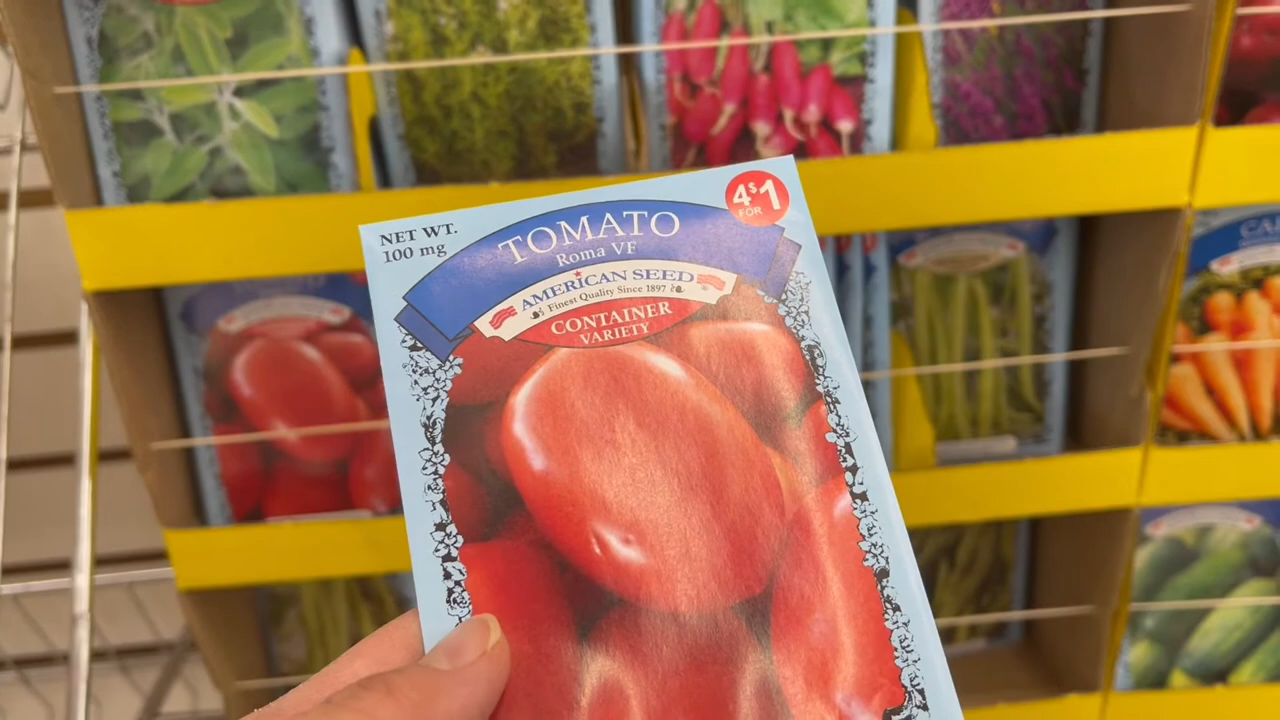 NET WT.
100 mg
TOMATO
Roma VF
AMERICAN SEED
Finest Quality Since 1897
CONTAINER
VARIETY
4 $1
FOR